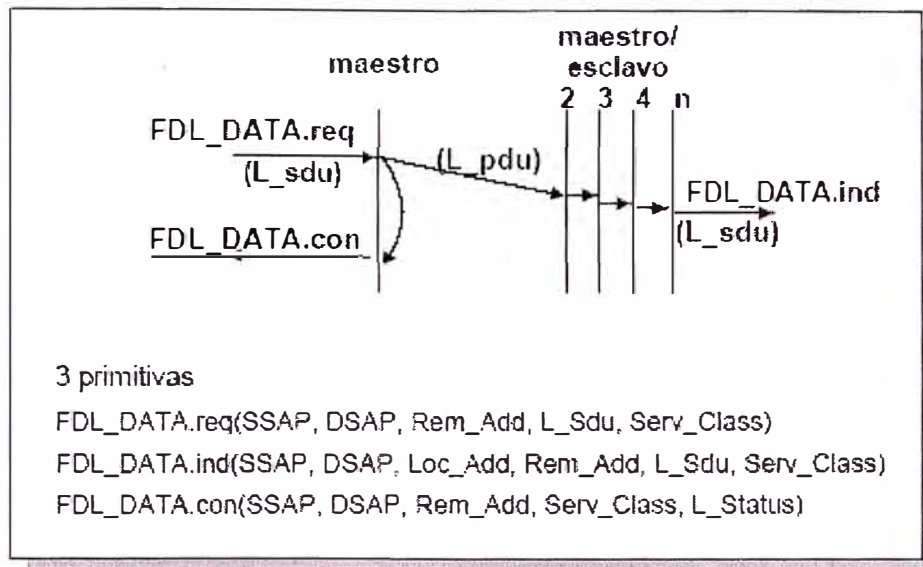 maestro/
maestro esclavo
2 3 4 n
FDL_DATA.req
(L_sdu)
(L_pdu)
FDL_DATA.ind
(L_sdu)
FDL_DATA.con
3 primitivas
FDL_DATA.req(SSAP, DSAP, Rem_Add, L_Sdu, Serv_Class)
FDL_DATA.ind(SSAP, DSAP, Loc_Add, Rem_Add, L_Sdu, Serv_Class)
FDL_DATA.con(SSAP, DSAP, Rem_Add, Serv_Class, L_Status)